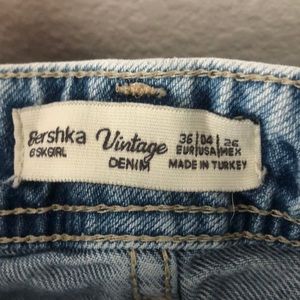 Bershka Vintage 36|04|26
BSKGIRL DENIM EUR|USA|MEX
MADE IN TURKEY